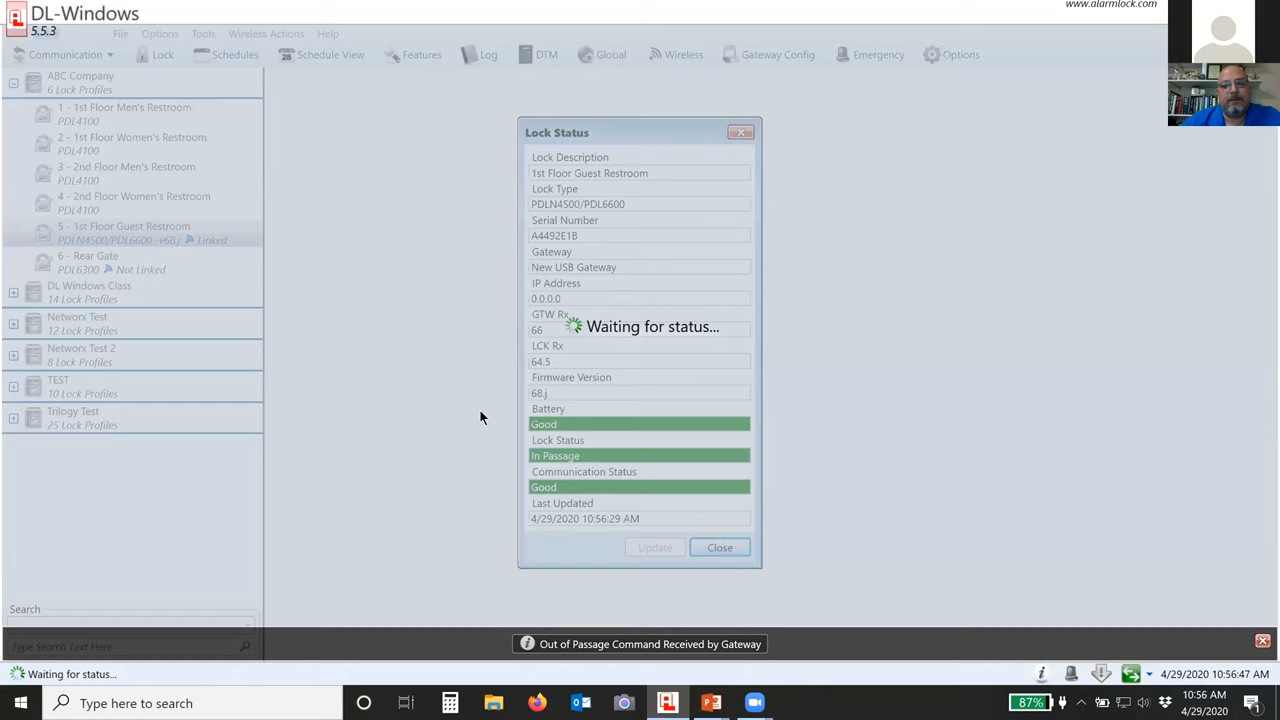 DL-Windows
www.alarmlock.com
5.5.3
File Options Tools Wireless Actions Help
Communication Lock Schedules 28 Schedule View Features Log DTM Global Wireless Gateway Config Emergency Options
ABC Company
6 Lock Profiles
1 - 1st Floor Men's Restroom
PDL4100
2 - 1st Floor Women's Restroom
PDL4100
3 - 2nd Floor Men's Restroom
PDL4100
4 - 2nd Floor Women's Restroom
PDL4100
5 - 1st Floor Guest Restroom
PDLN4500/PDL6600 -v68.j Linked
6 - Rear Gate
PDL6300 Not Linked
DL Windows Class
14 Lock Profiles
Networx Test
12 Lock Profiles
Networx Test 2
8 Lock Profiles
TEST
10 Lock Profiles
Trilogy Test
25 Lock Profiles
Search
Type Search Text Here
Lock Status
Lock Description
1st Floor Guest Restroom
Lock Type
PDLN4500/PDL6600
Serial Number
A4492E1B
Gateway
New USB Gateway
IP Address
0.0.0.0
GTW Rx
66
Waiting for status...
LCK Rx
64.5
Firmware Version
68.j
Battery
Good
Lock Status
In Passage
Communication Status
Good
Last Updated
4/29/2020 10:56:29 AM
Update Close
Out of Passage Command Received by Gateway
Waiting for status...
4/29/2020 10:56:47 AM
Type here to search
87%
10:56 AM
4/29/2020
1